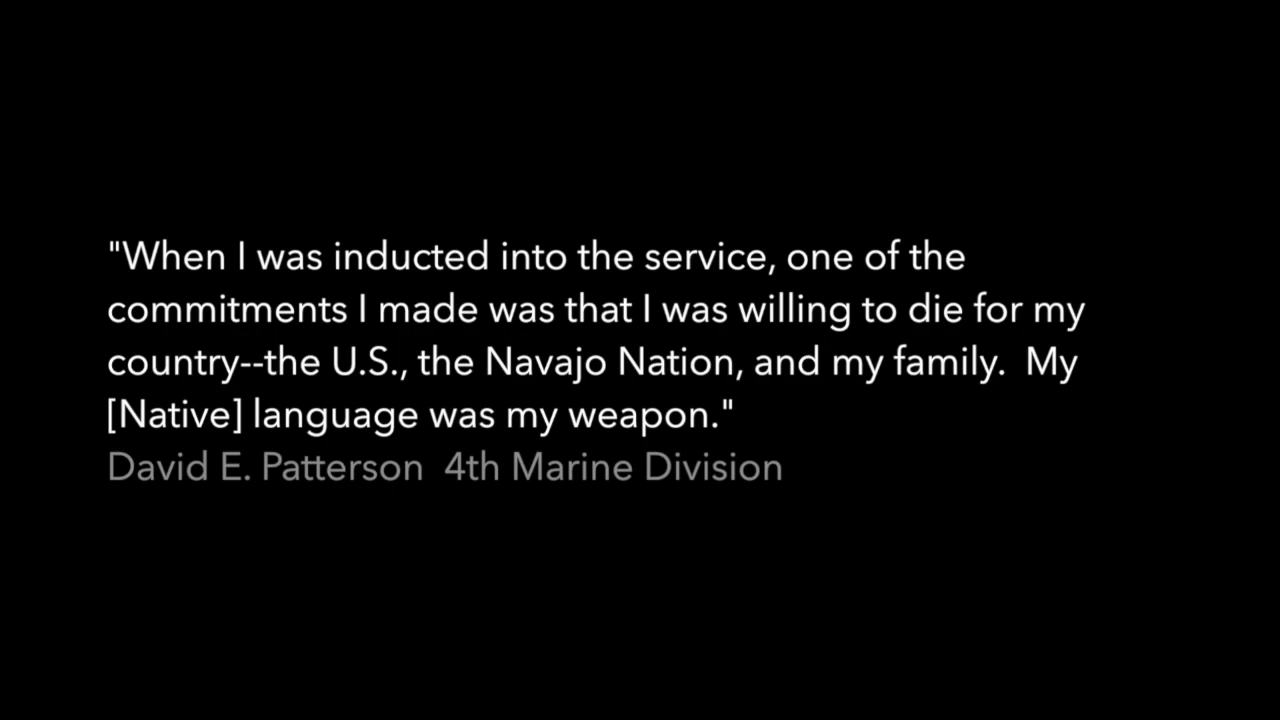 "When I was inducted into the service, one of the
commitments I made was that I was willing to die for my
country--the U.S., the Navajo Nation, and my family.  My
[Native] language was my weapon."
David E. Patterson  4th Marine Division